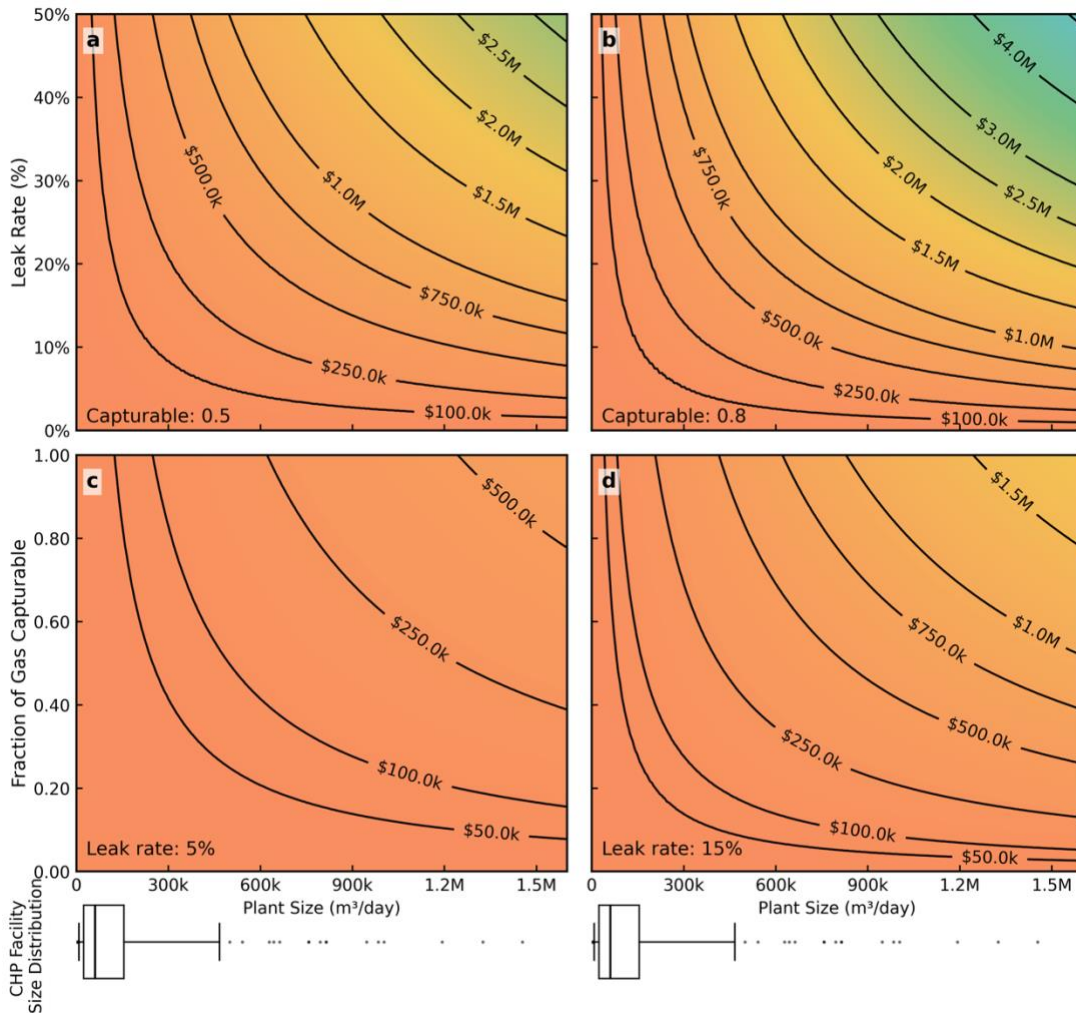 50%
40%
30%
20%
10%
0%
Leak Rate (%)
a
$2.5M
$2.0M
$1.5M
$1.0M
$500.0k
$750.0k
$250.0k
$100.0k
Capturable: 0.5
b
$4.0M
$3.0M
$2.5M
$2.0M
$1.5M
$750.0k
$500.0k
$1.0M
$250.0k
$100.0k
Capturable: 0.8
1.00
0.80
0.60
0.40
0.20
0.00
Fraction of Gas Capturable
c
$500.0k
$250.0k
$100.0k
$50.0k
Leak rate: 5%
d
$1.5M
$1.0M
$750.0k
$500.0k
$250.0k
$100.0k
$50.0k
Leak rate: 15%
0 300k 600k 900k 1.2M 1.5M
0 300k 600k 900k 1.2M 1.5M
Plant Size (m³/day)
Plant Size (m³/day)
CHP Facility
Size Distribution